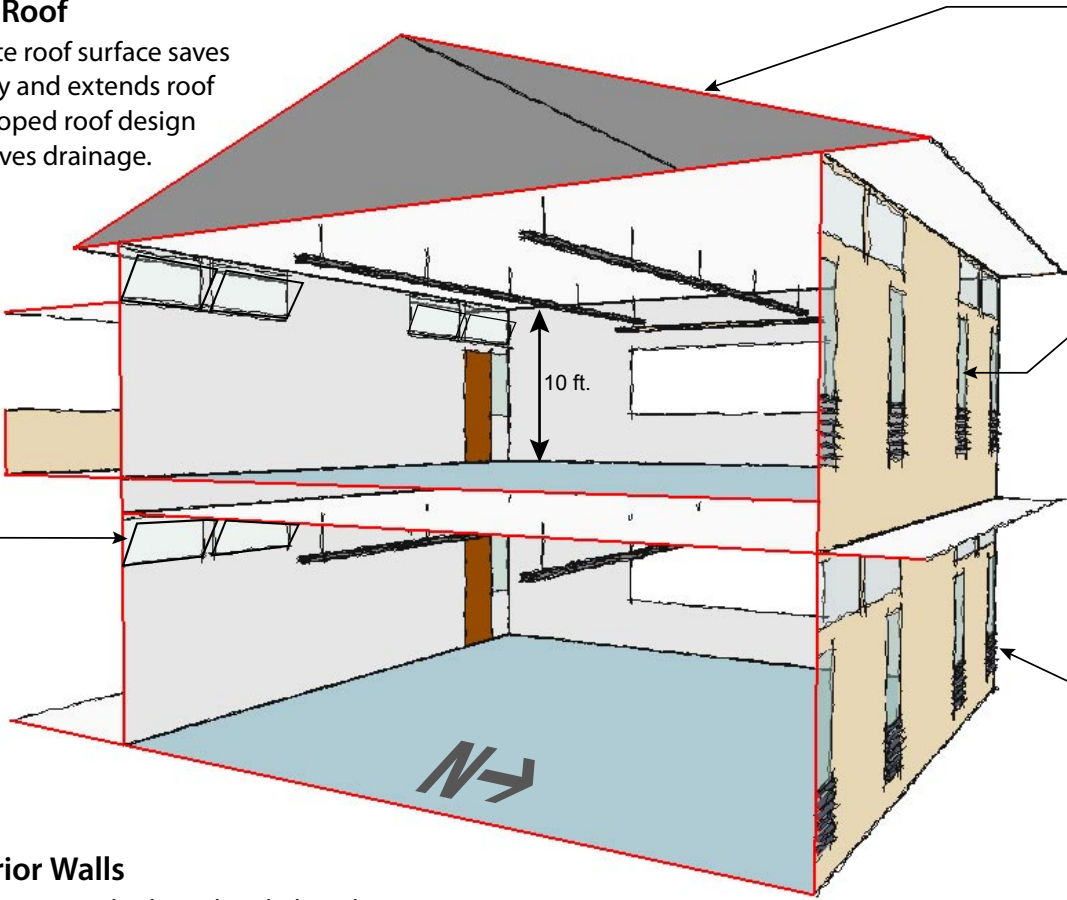 Roof
te roof surface saves
y and extends roof
oped roof design
ves drainage.
10 ft.
N
rior Walls